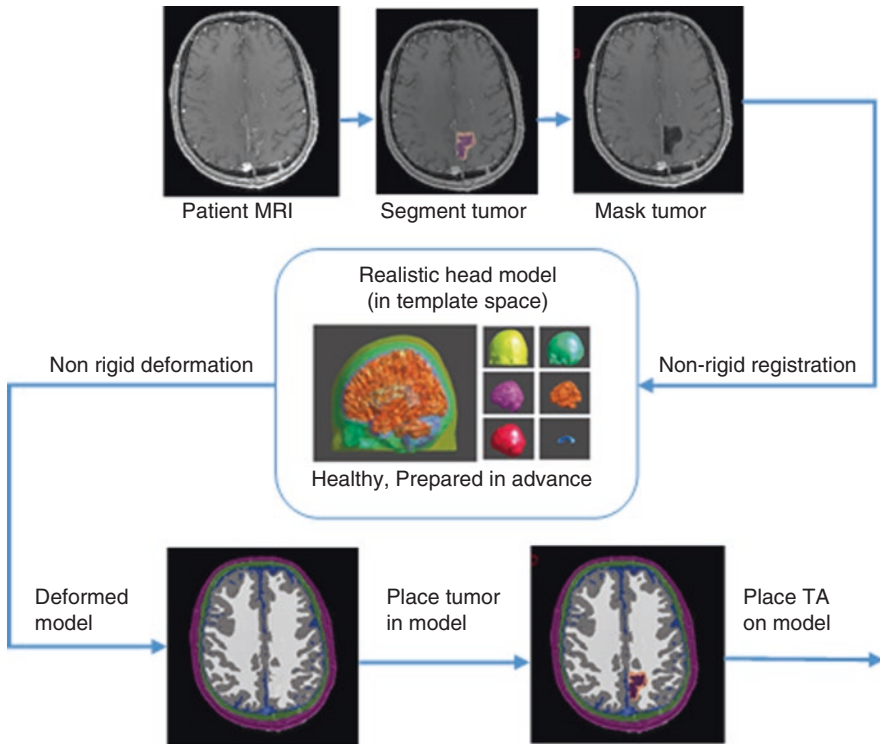 Patient MRI
Segment tumor
Mask tumor
Realistic head model
(in template space)
Non rigid deformation
Non-rigid registration
Healthy, Prepared in advance
Deformed
model
Place tumor
in model
Place TA
on model